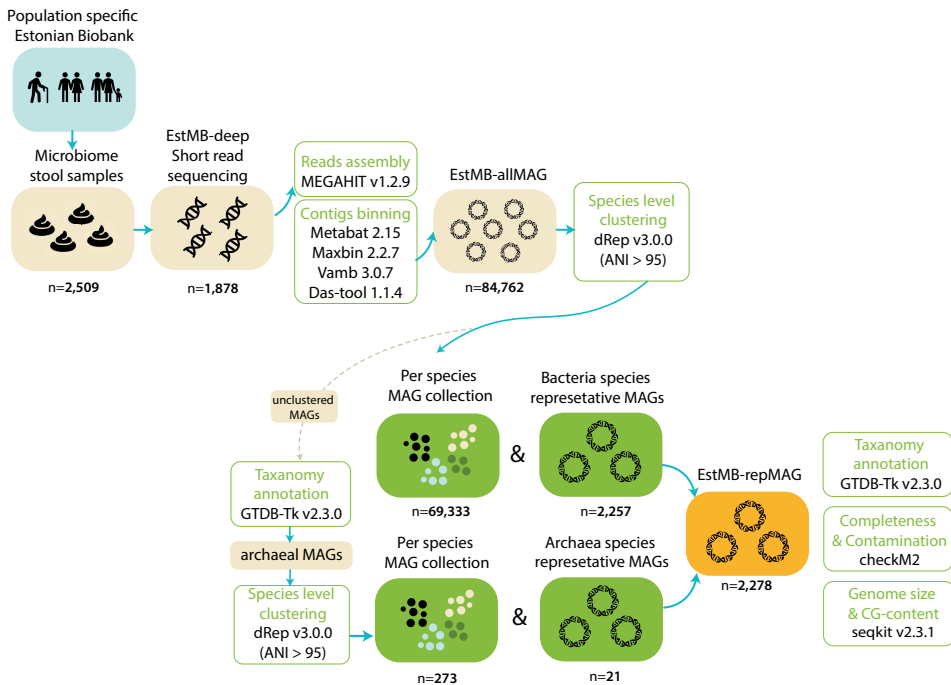 Population specific
Estonian Biobank
Microbiome
stool samples
n=2,509
EstMB-deep
Short read
sequencing
n=1,878
Reads assembly
MEGAHIT v1.2.9
Contigs binning
Metabat 2.15
Maxbin 2.2.7
Vamb 3.0.7
Das-tool 1.1.4
EstMB-allMAG
n=84,762
Species level
clustering
dRep v3.0.0
(ANI > 95)
unclustered
MAGs
Per species
MAG collection
n=69,333
&
Bacteria species
represetative MAGs
n=2,257
Taxanomy
annotation
GTDB-Tk v2.3.0
archaeal MAGs
Species level
clustering
dRep v3.0.0
(ANI > 95)
Per species
MAG collection
n=273
&
Archaea species
represetative MAGs
n=21
EstMB-repMAG
n=2,278
Taxanomy
annotation
GTDB-Tk v2.3.0
Completeness
& Contamination
checkM2
Genome size
& CG-content
seqkit v2.3.1